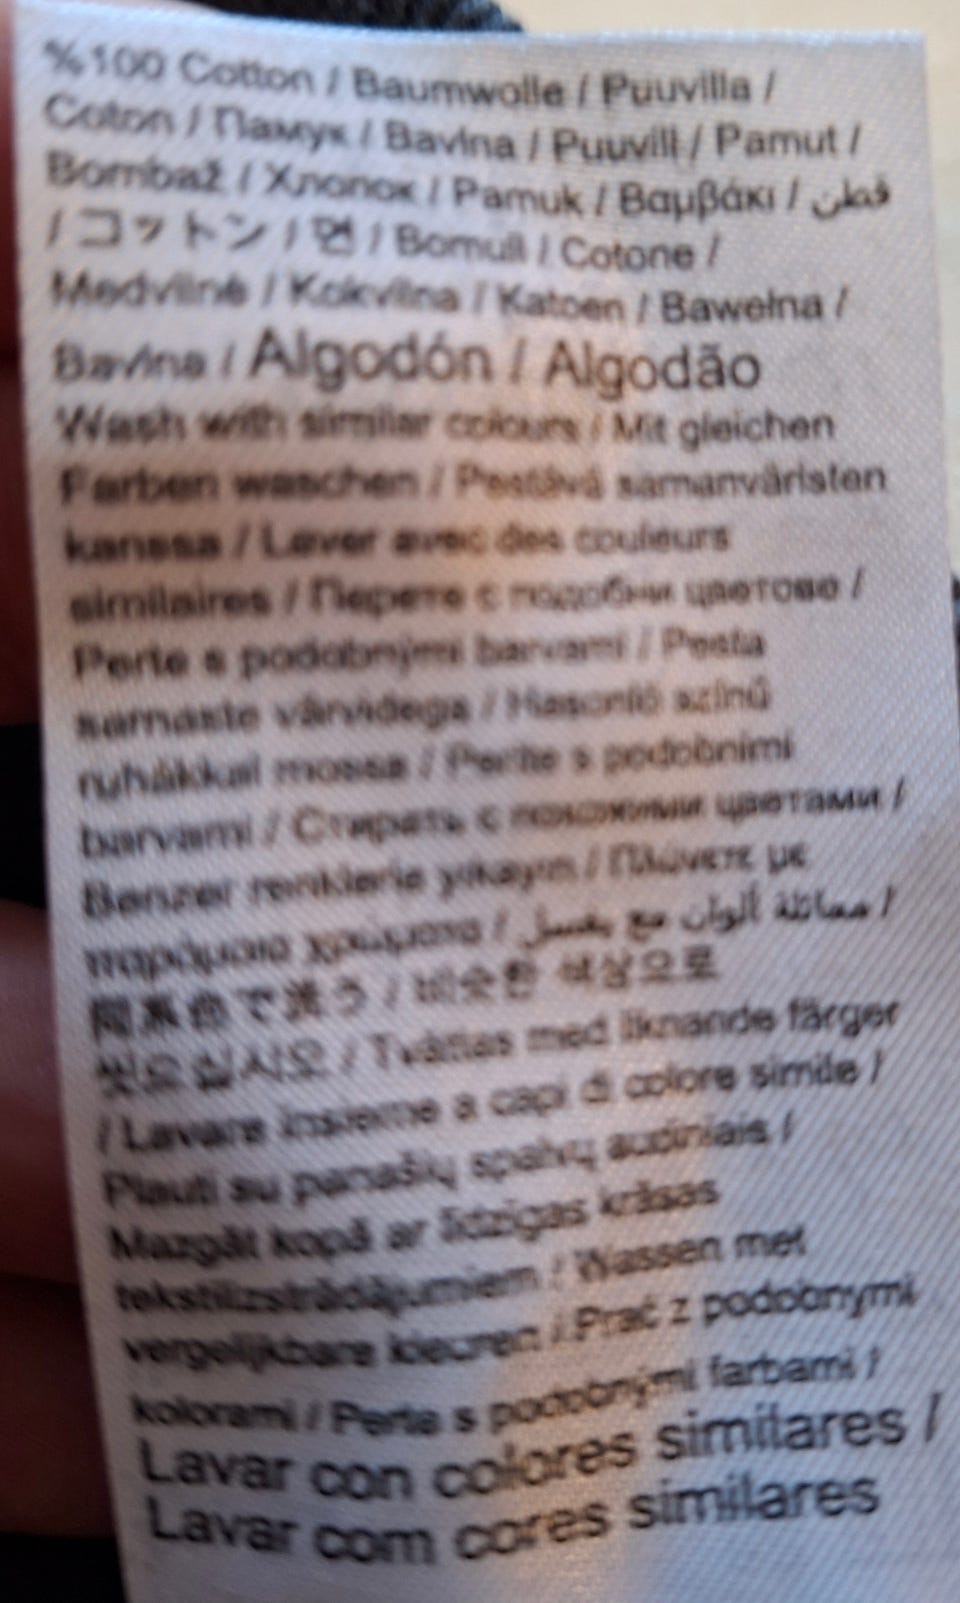 %100 Cotton / Baumwolle / Puuvilla /
Coton / Памук / Bavlna / Puuvill / Pamut /
Bombaž / Хлопок / Pamuk / Βαμβάκι / قطن
/ コットン / 면 / Bomull / Cotone /
Medvilnė / Kokvilna / Katoen / Bawełna /
Bavlna / Algodón / Algodão
Wash with similar colours / Mit gleichen
Farben waschen / Pestävä samanväristen
kanssa / Laver avec des couleurs
similaires / Перете с подобни цветове /
Perte s podobnými barvami / Pesta
samaste värvidega / Hasonló színű
ruhákkal mossa / Perite s podobnimi
barvami / Стирать с похожими цветами /
Benzer renklerle yıkayın / Πλύνετε με
παρόμοια χρώματα / مماثلة ألوان مع يغسل /
同系色で洗う / 비슷한 색상으로
씻으십시오 / Tvättas med liknande färger
/ Lavare insieme a capi di colore simile /
Plauti su panašių spalvų audiniais /
Mazgāt kopā ar līdzīgas krāsas
tekstilizstrādājumiem / Wassen met
vergelijkbare kleuren / Prać z podobnymi
kolorami / Perte s podobnými farbami /
Lavar con colores similares /
Lavar com cores similares